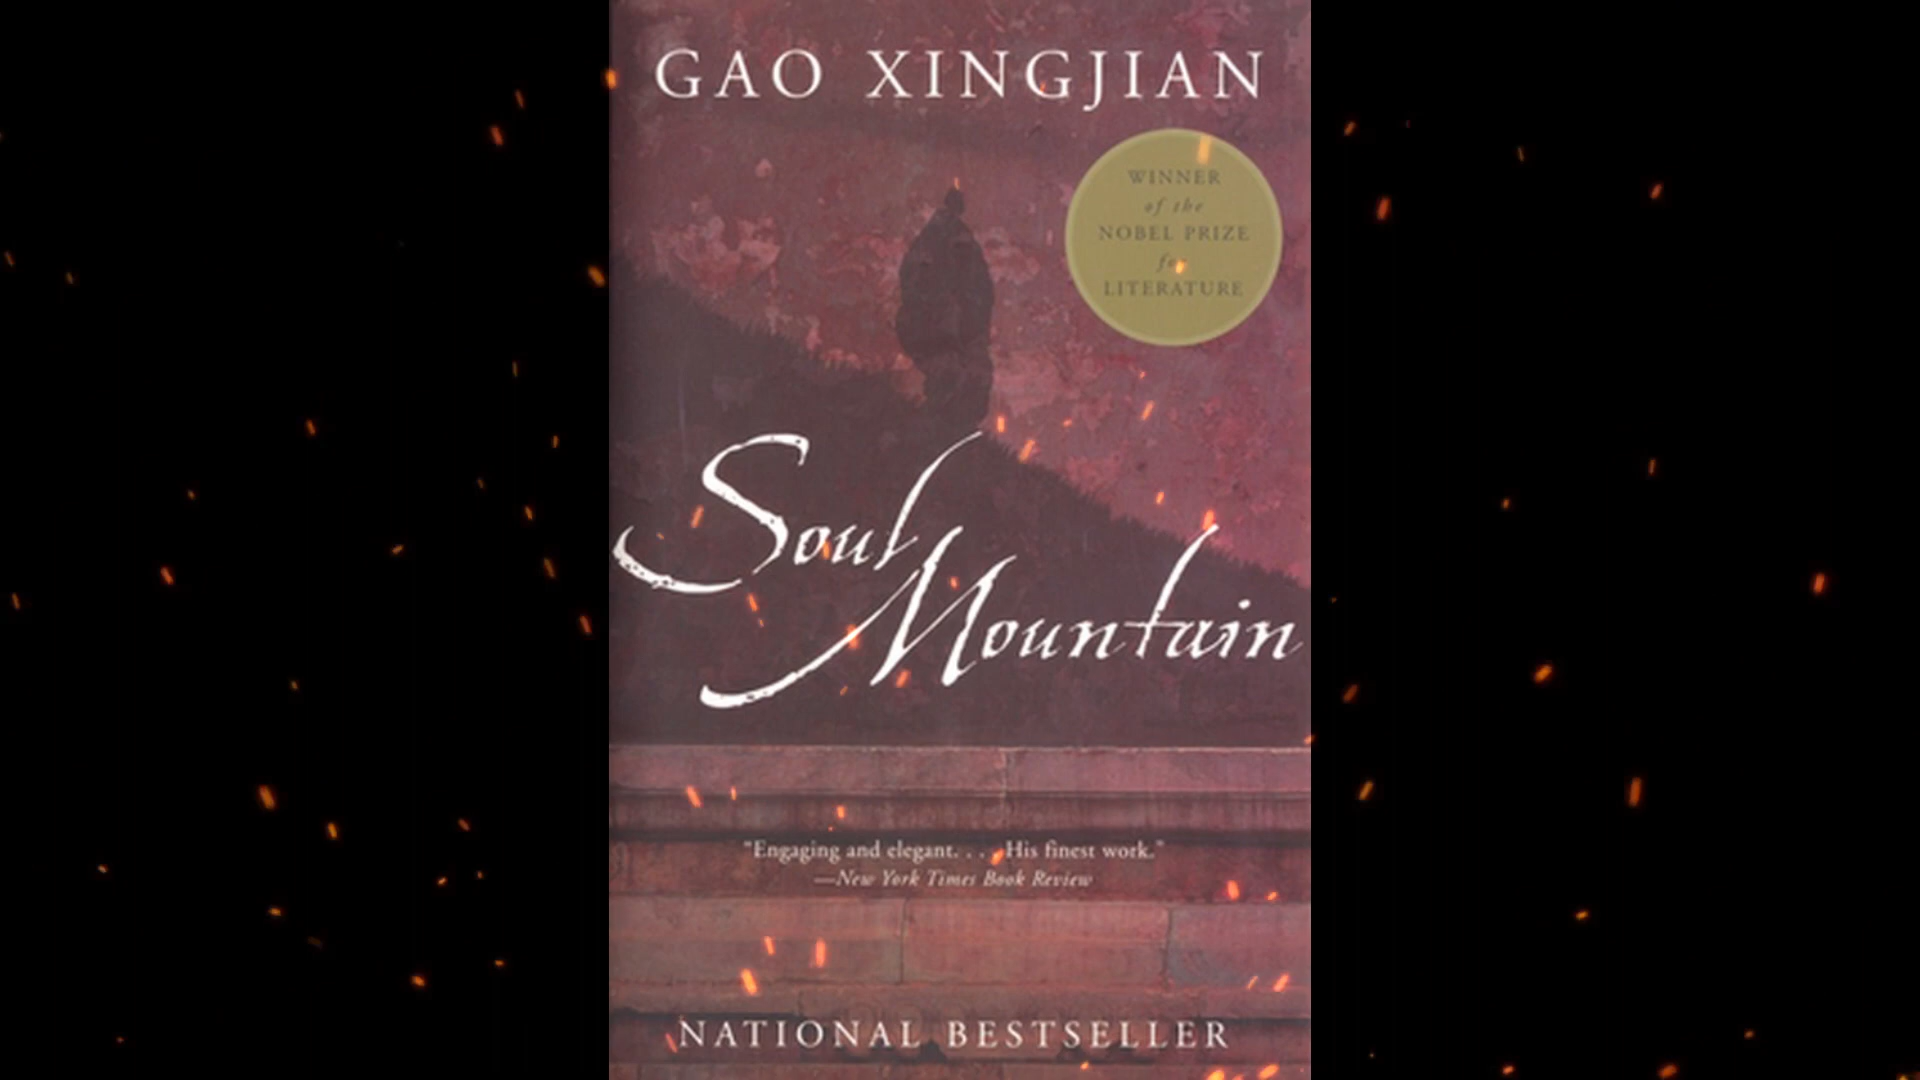 GAO XINGJIAN
WINNER
of the
NOBEL PRIZE
for
LITERATURE
Soul
Mountain
"Engaging and elegant. . . . His finest work."
—New York Times Book Review
NATIONAL BESTSELLER